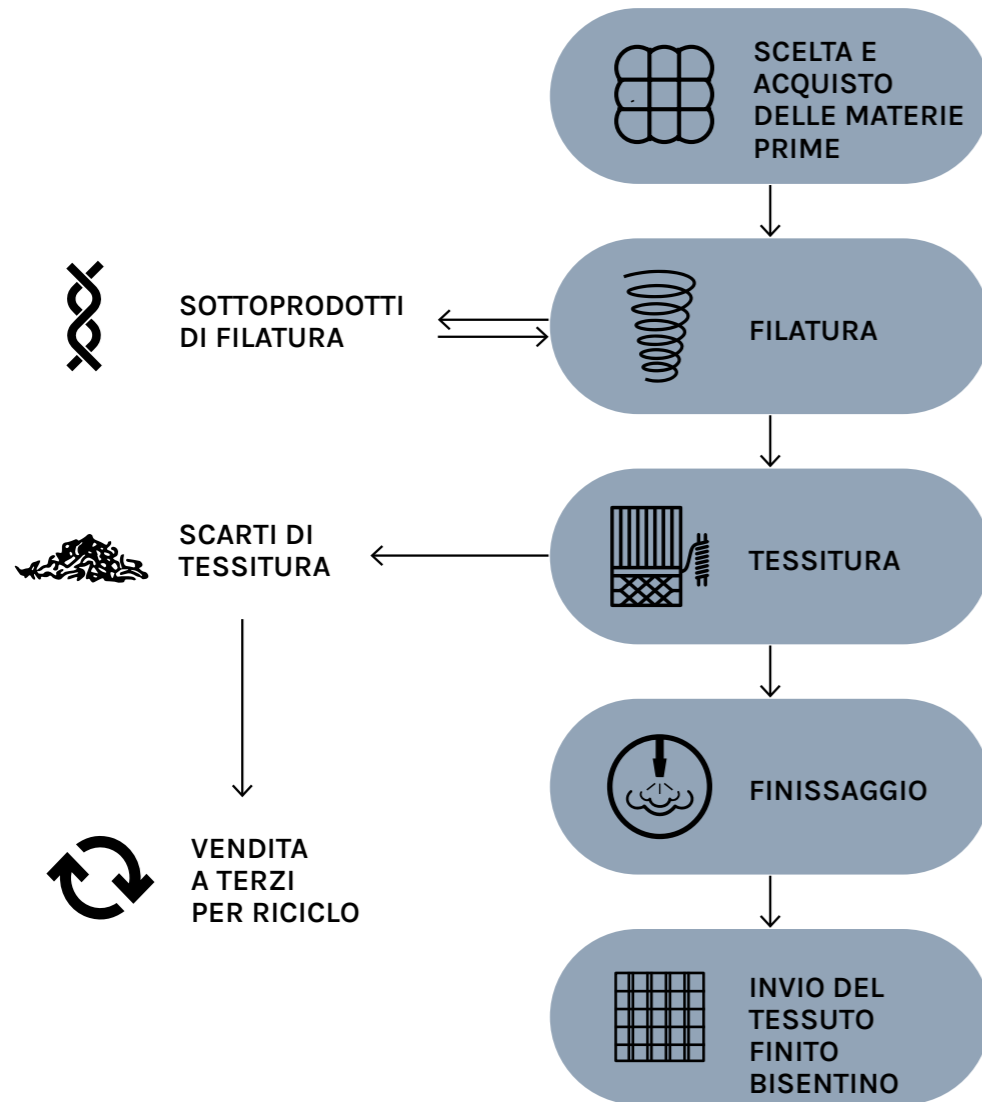 SCELTA E
ACQUISTO
DELLE MATERIE
PRIME
SOTTOPRODOTTI
DI FILATURA
FILATURA
SCARTI DI
TESSITURA
TESSITURA
FINISSAGGIO
VENDITA
A TERZI
PER RICICLO
INVIO DEL
TESSUTO
FINITO
BISENTINO